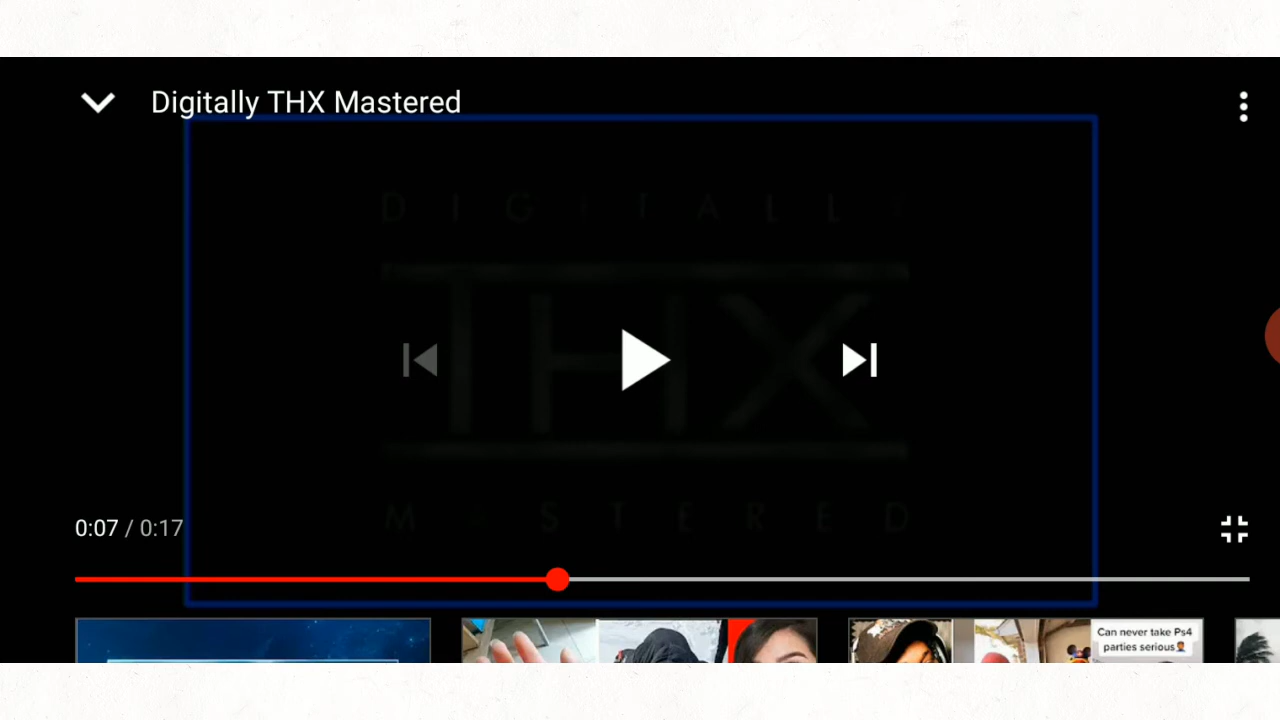 Digitally THX Mastered
DIGITALLY
THX
MASTERED
0:07 / 0:17
Can never take Ps4
parties serious🤦🏾